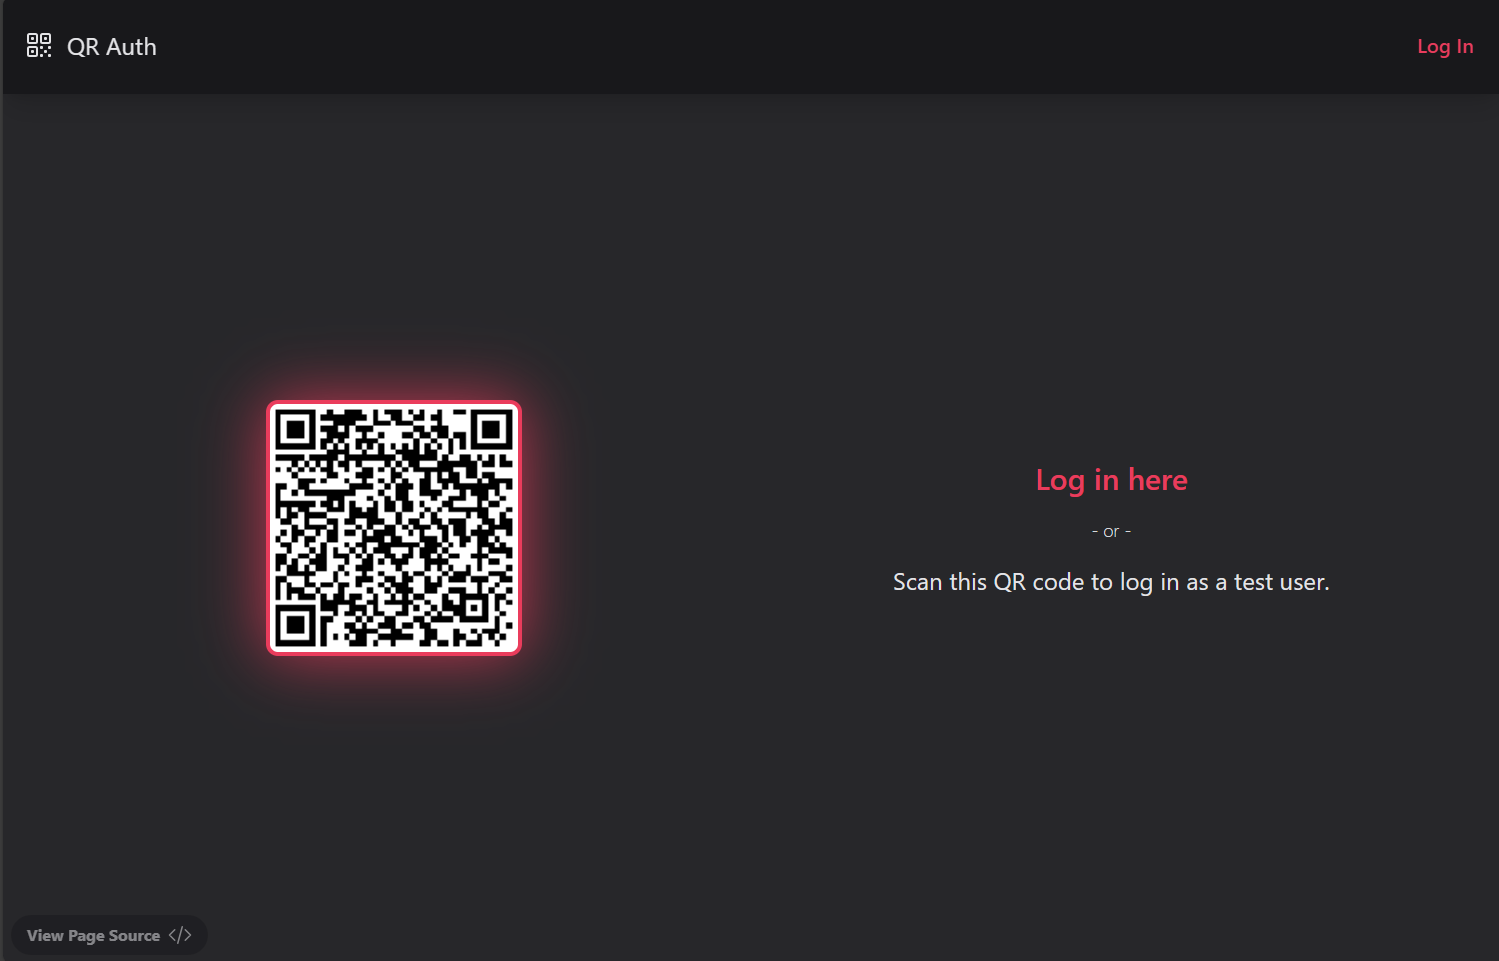 QR Auth
Log In
Log in here
- or -
Scan this QR code to log in as a test user.
View Page Source </>